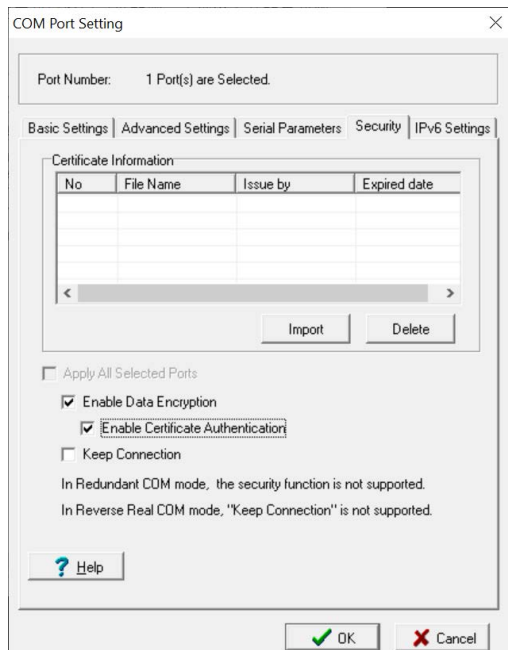 COM Port Setting
Port Number: 1 Port(s) are Selected.
Basic Settings Advanced Settings Serial Parameters Security IPv6 Settings
Certificate Information
No File Name Issue by Expired date
Import Delete
Apply All Selected Ports
Enable Data Encryption
Enable Certificate Authentication
Keep Connection
In Redundant COM mode, the security function is not supported.
In Reverse Real COM mode, "Keep Connection" is not supported.
? Help
OK Cancel